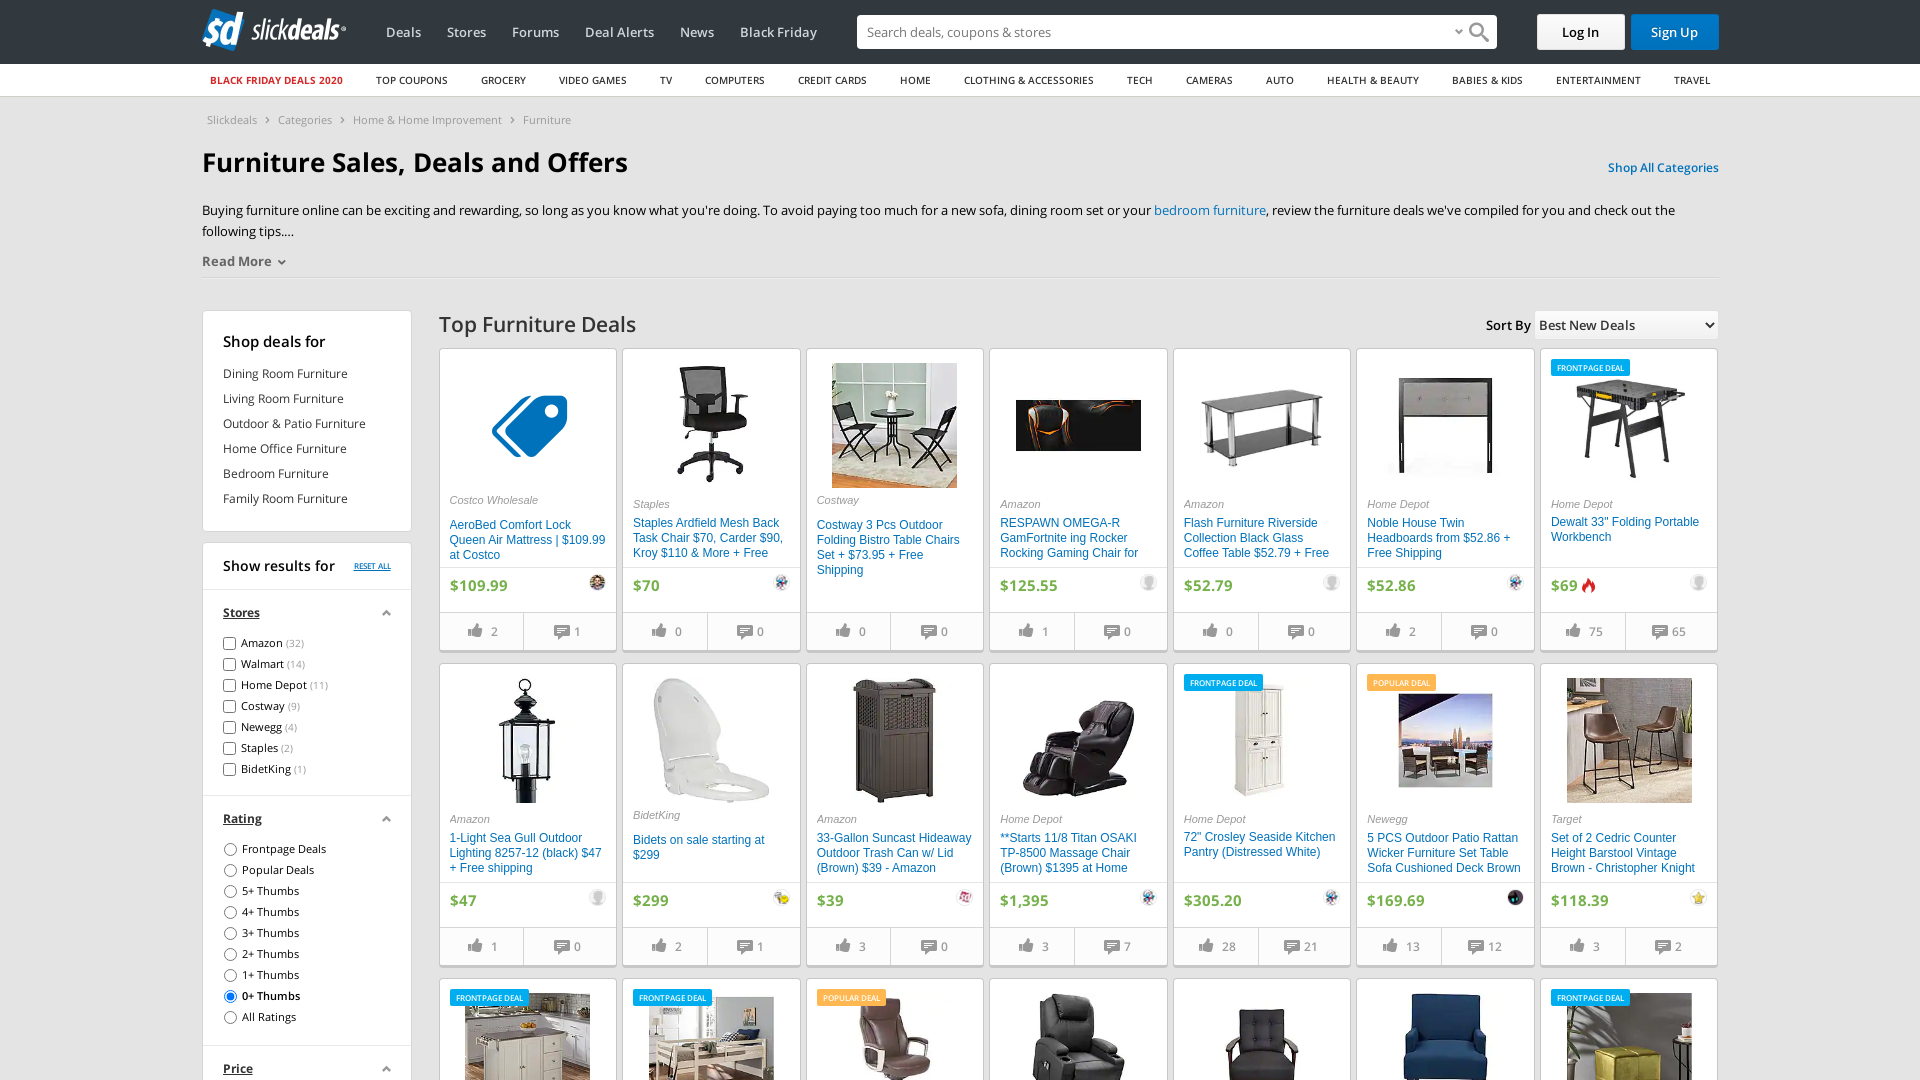 slickdeals
Deals
Stores
Forums
Deal Alerts
News
Black Friday
Search deals, coupons & stores
Log In
Sign Up
BLACK FRIDAY DEALS 2020
TOP COUPONS
GROCERY
VIDEO GAMES
TV
COMPUTERS
CREDIT CARDS
HOME
CLOTHING & ACCESSORIES
TECH
CAMERAS
AUTO
HEALTH & BEAUTY
BABIES & KIDS
ENTERTAINMENT
TRAVEL
Slickdeals > Categories > Home & Home Improvement > Furniture
Furniture Sales, Deals and Offers
Shop All Categories
Buying furniture online can be exciting and rewarding, so long as you know what you're doing. To avoid paying too much for a new sofa, dining room set or your bedroom furniture, review the furniture deals we've compiled for you and check out the
following tips....
Read More
Shop deals for
Dining Room Furniture
Living Room Furniture
Outdoor & Patio Furniture
Home Office Furniture
Bedroom Furniture
Family Room Furniture
Show results for
RESET ALL
Stores
Amazon (32)
Walmart (14)
Home Depot (11)
Costway (9)
Newegg (4)
Staples (2)
BidetKing (1)
Rating
Frontpage Deals
Popular Deals
5+ Thumbs
4+ Thumbs
3+ Thumbs
2+ Thumbs
1+ Thumbs
0+ Thumbs
All Ratings
Price
Top Furniture Deals
Sort By
Best New Deals
Costco Wholesale
AeroBed Comfort Lock
Queen Air Mattress | $109.99
at Costco
$109.99
2
1
Staples
Staples Ardfield Mesh Back
Task Chair $70, Carder $90,
Kroy $110 & More + Free
$70
0
0
Costway
Costway 3 Pcs Outdoor
Folding Bistro Table Chairs
Set + $73.95 + Free
Shipping
0
0
Amazon
RESPAWN OMEGA-R
GamFortnite ing Rocker
Rocking Gaming Chair for
$125.55
1
0
Amazon
Flash Furniture Riverside
Collection Black Glass
Coffee Table $52.79 + Free
$52.79
0
0
Home Depot
Noble House Twin
Headboards from $52.86 +
Free Shipping
$52.86
2
0
FRONTPAGE DEAL
Home Depot
Dewalt 33" Folding Portable
Workbench
$69
75
65
Amazon
1-Light Sea Gull Outdoor
Lighting 8257-12 (black) $47
+ Free shipping
$47
1
0
BidetKing
Bidets on sale starting at
$299
$299
2
1
Amazon
33-Gallon Suncast Hideaway
Outdoor Trash Can w/ Lid
(Brown) $39 - Amazon
$39
3
0
Home Depot
**Starts 11/8 Titan OSAKI
TP-8500 Massage Chair
(Brown) $1395 at Home
$1,395
3
7
FRONTPAGE DEAL
Home Depot
72" Crosley Seaside Kitchen
Pantry (Distressed White)
$305.20
28
21
POPULAR DEAL
Newegg
5 PCS Outdoor Patio Rattan
Wicker Furniture Set Table
Sofa Cushioned Deck Brown
$169.69
13
12
Target
Set of 2 Cedric Counter
Height Barstool Vintage
Brown - Christopher Knight
$118.39
3
2
FRONTPAGE DEAL
FRONTPAGE DEAL
POPULAR DEAL
FRONTPAGE DEAL